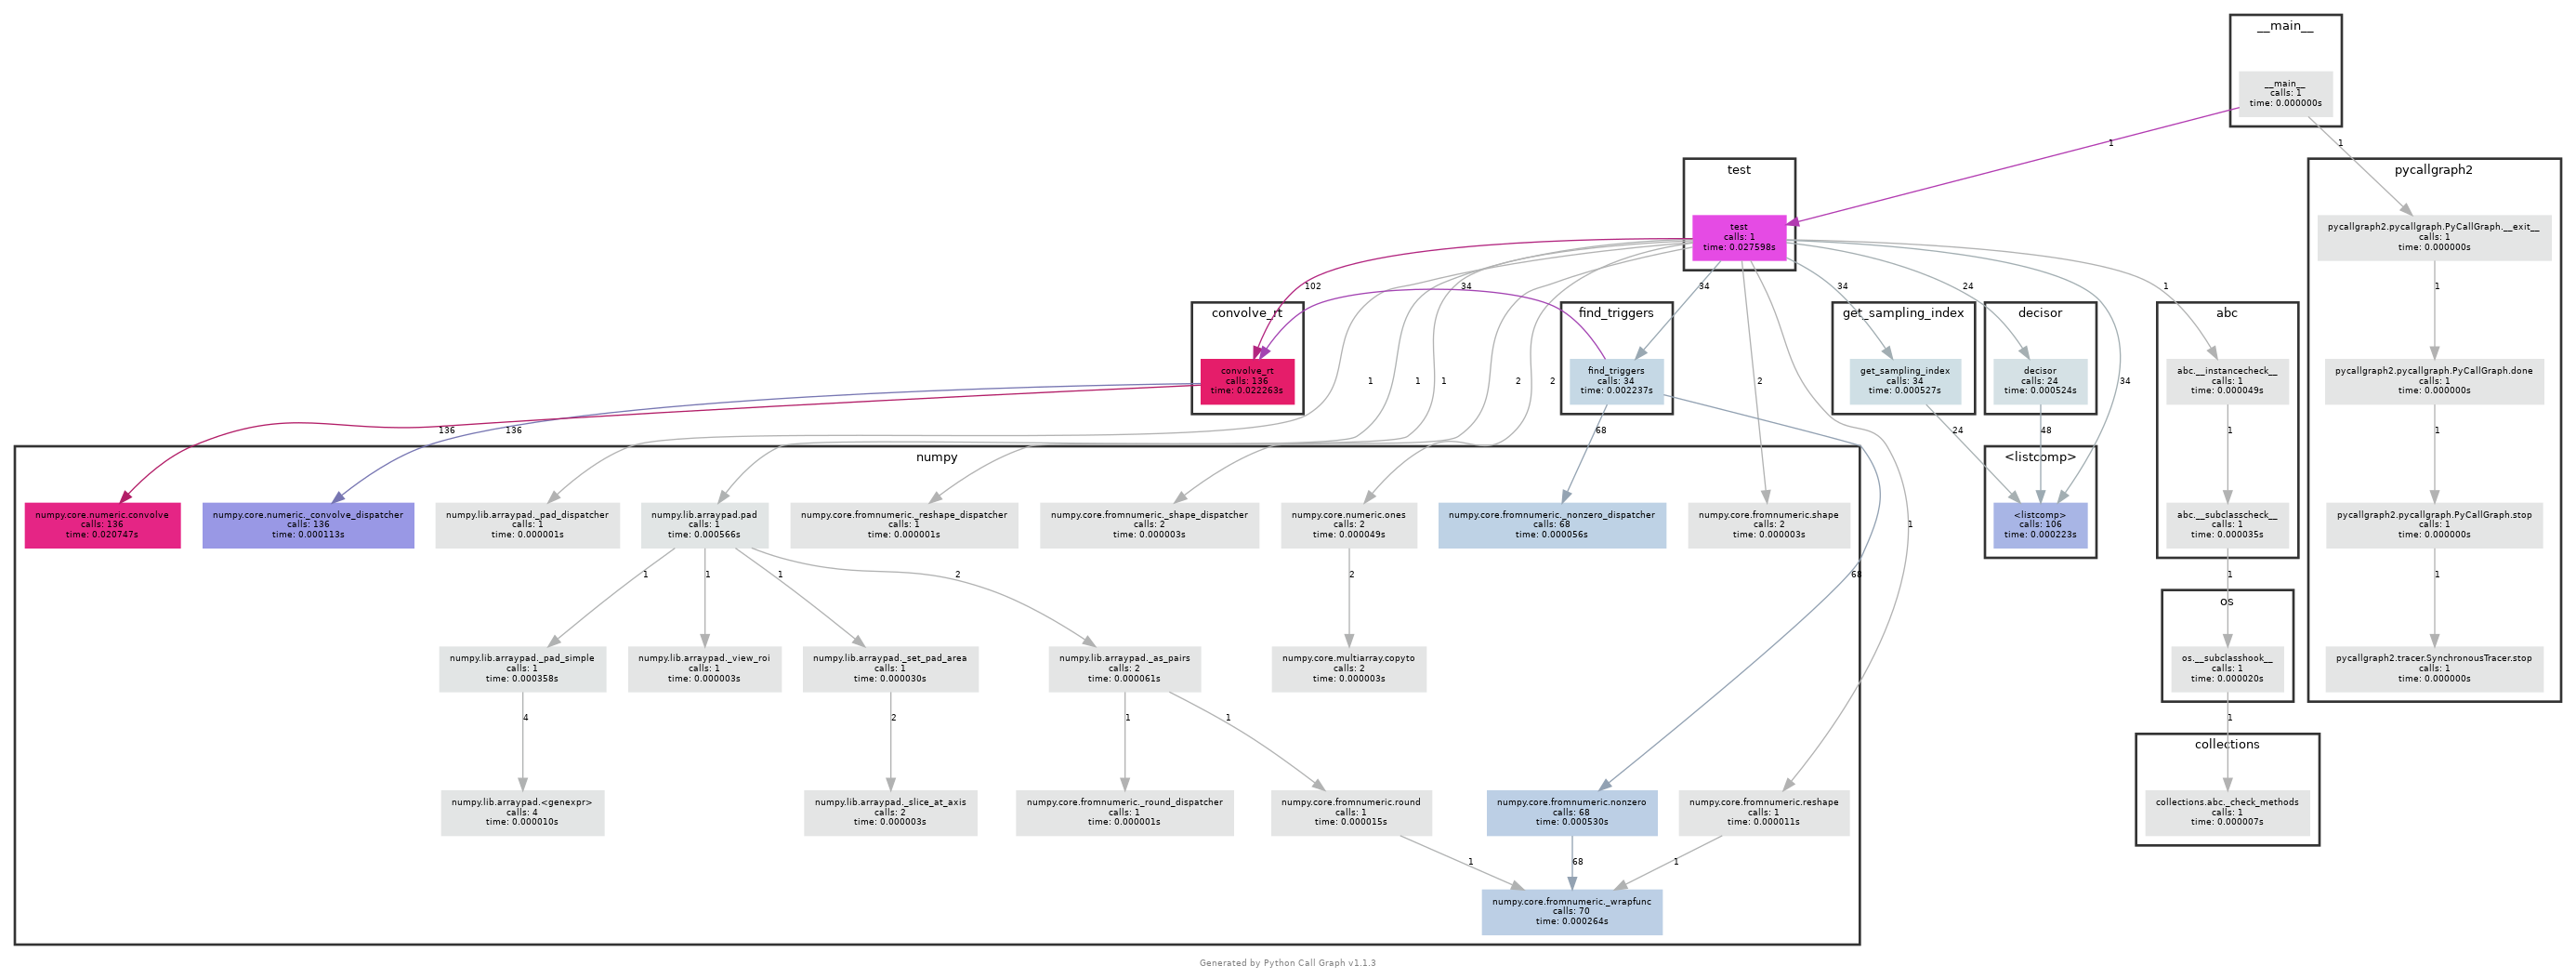 __main__
__main__
calls: 1
time: 0.000000s
1
1
test
pycallgraph2
test
calls: 1
time: 0.027598s
pycallgraph2.pycallgraph.PyCallGraph.__exit__
calls: 1
time: 0.000000s
102
34
34
2
34
24
1
1
convolve_rt
find_triggers
get_sampling_index
decisor
abc
convolve_rt
calls: 136
time: 0.022263s
find_triggers
calls: 34
time: 0.002237s
get_sampling_index
calls: 34
time: 0.000527s
decisor
calls: 24
time: 0.000524s
abc.__instancecheck__
calls: 1
time: 0.000049s
pycallgraph2.pycallgraph.PyCallGraph.done
calls: 1
time: 0.000000s
1
1
1
2
2
34
136
136
68
24
48
1
1
numpy
<listcomp>
numpy.core.numeric.convolve
calls: 136
time: 0.020747s
numpy.core.numeric._convolve_dispatcher
calls: 136
time: 0.000113s
numpy.lib.arraypad._pad_dispatcher
calls: 1
time: 0.000001s
numpy.lib.arraypad.pad
calls: 1
time: 0.000566s
numpy.core.fromnumeric._reshape_dispatcher
calls: 1
time: 0.000001s
numpy.core.fromnumeric._shape_dispatcher
calls: 2
time: 0.000003s
numpy.core.numeric.ones
calls: 2
time: 0.000049s
numpy.core.fromnumeric._nonzero_dispatcher
calls: 68
time: 0.000056s
numpy.core.fromnumeric.shape
calls: 2
time: 0.000003s
<listcomp>
calls: 106
time: 0.000223s
abc.__subclasscheck__
calls: 1
time: 0.000035s
pycallgraph2.pycallgraph.PyCallGraph.stop
calls: 1
time: 0.000000s
1
1
1
1
2
2
68
1
1
os
numpy.lib.arraypad._pad_simple
calls: 1
time: 0.000358s
numpy.lib.arraypad._view_roi
calls: 1
time: 0.000003s
numpy.lib.arraypad._set_pad_area
calls: 1
time: 0.000030s
numpy.lib.arraypad._as_pairs
calls: 2
time: 0.000061s
numpy.core.multiarray.copyto
calls: 2
time: 0.000003s
os.__subclasshook__
calls: 1
time: 0.000020s
pycallgraph2.tracer.SynchronousTracer.stop
calls: 1
time: 0.000000s
4
2
1
1
1
collections
numpy.lib.arraypad.<genexpr>
calls: 4
time: 0.000010s
numpy.lib.arraypad._slice_at_axis
calls: 2
time: 0.000003s
numpy.core.fromnumeric._round_dispatcher
calls: 1
time: 0.000001s
numpy.core.fromnumeric.round
calls: 1
time: 0.000015s
numpy.core.fromnumeric.nonzero
calls: 68
time: 0.000530s
numpy.core.fromnumeric.reshape
calls: 1
time: 0.000011s
collections.abc._check_methods
calls: 1
time: 0.000007s
1
68
1
numpy.core.fromnumeric._wrapfunc
calls: 70
time: 0.000264s
Generated by Python Call Graph v1.1.3